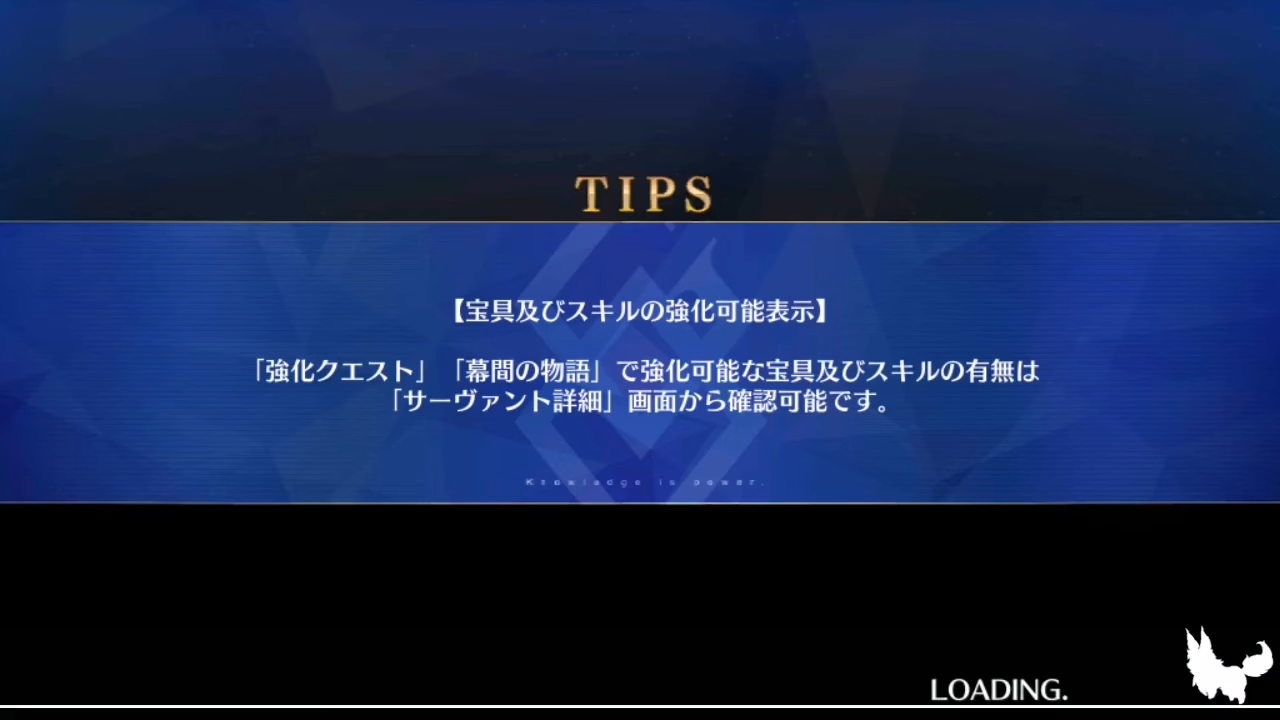 TIPS
【宝具及びスキルの強化可能表示】
「強化クエスト」「幕間の物語」で強化可能な宝具及びスキルの有無は
「サーヴァント詳細」画面から確認可能です。
Knowledge is power.
LOADING.